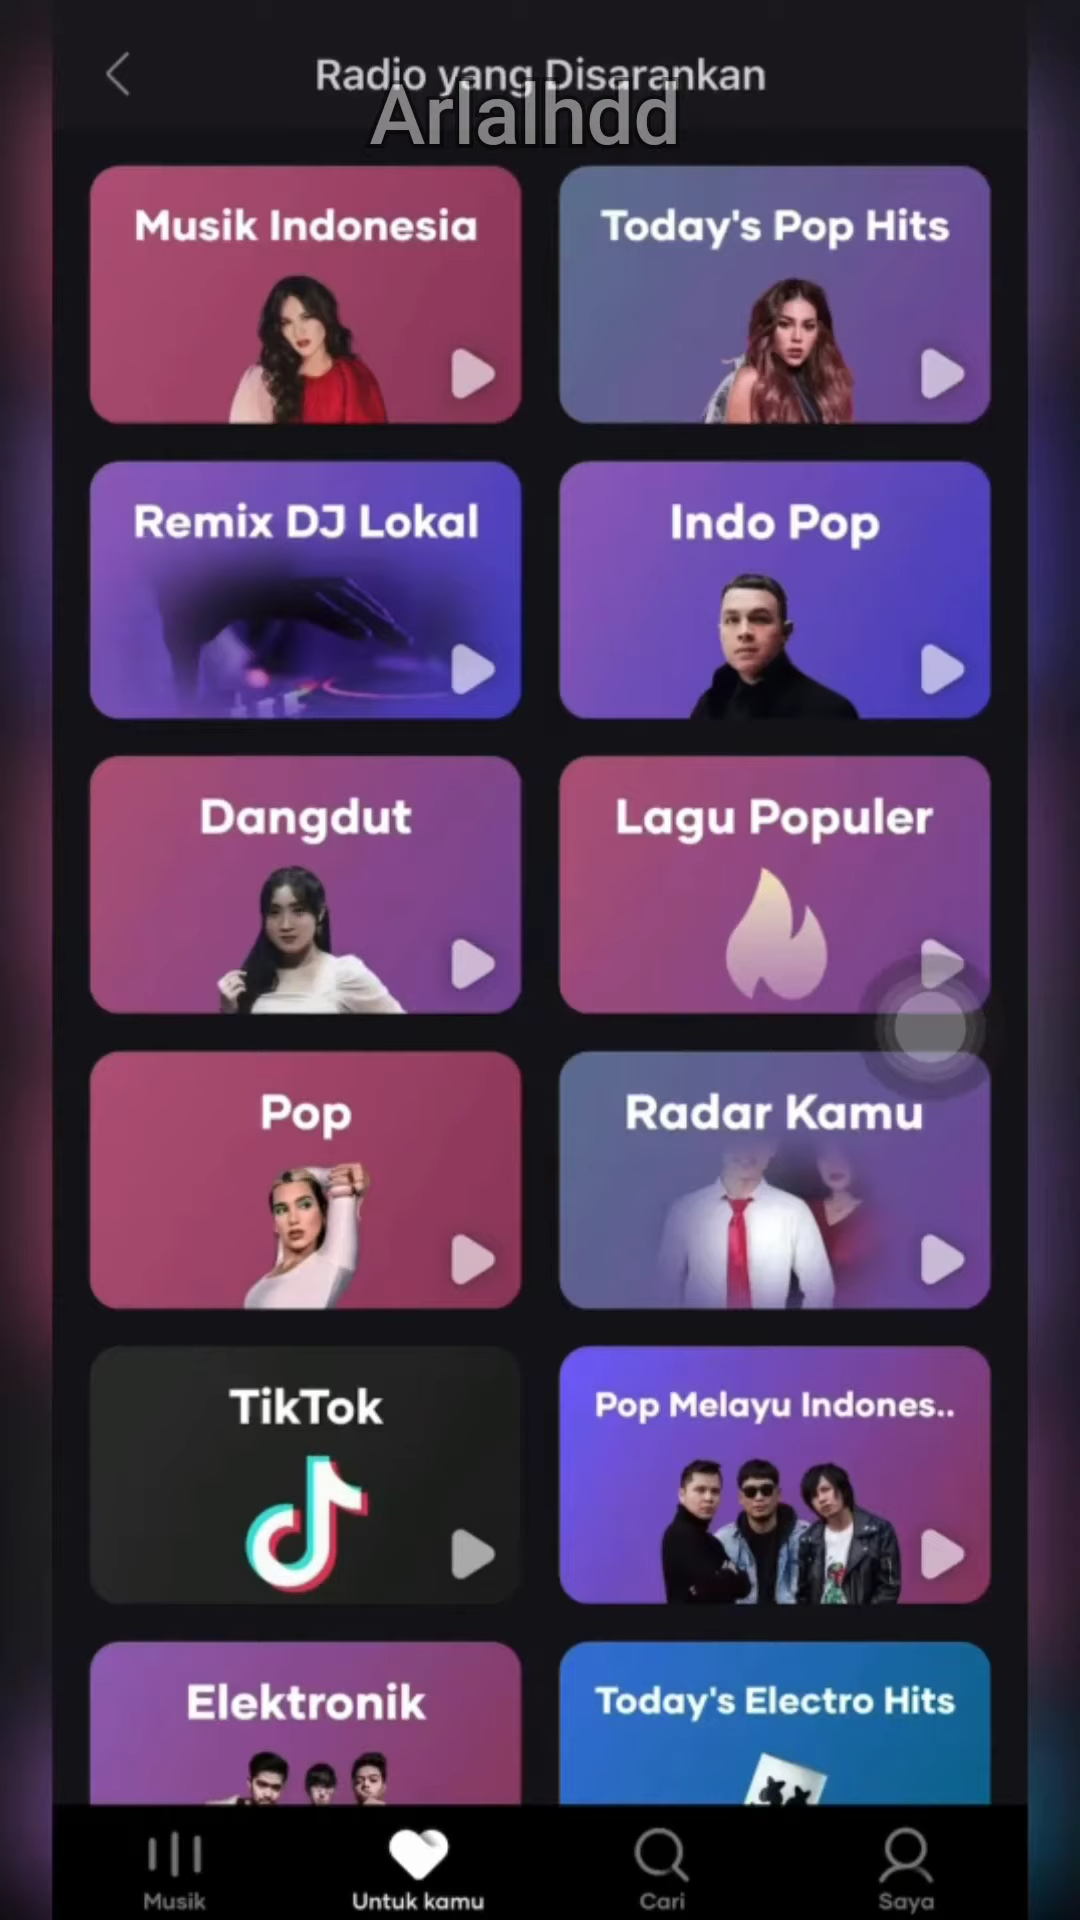 Radio yang Disarankan
Arlalhdd
Musik Indonesia
Today's Pop Hits
Remix DJ Lokal
Indo Pop
Dangdut
Lagu Populer
Pop
Radar Kamu
TikTok
Pop Melayu Indones..
Elektronik
Today's Electro Hits
Musik
Untuk kamu
Cari
Saya